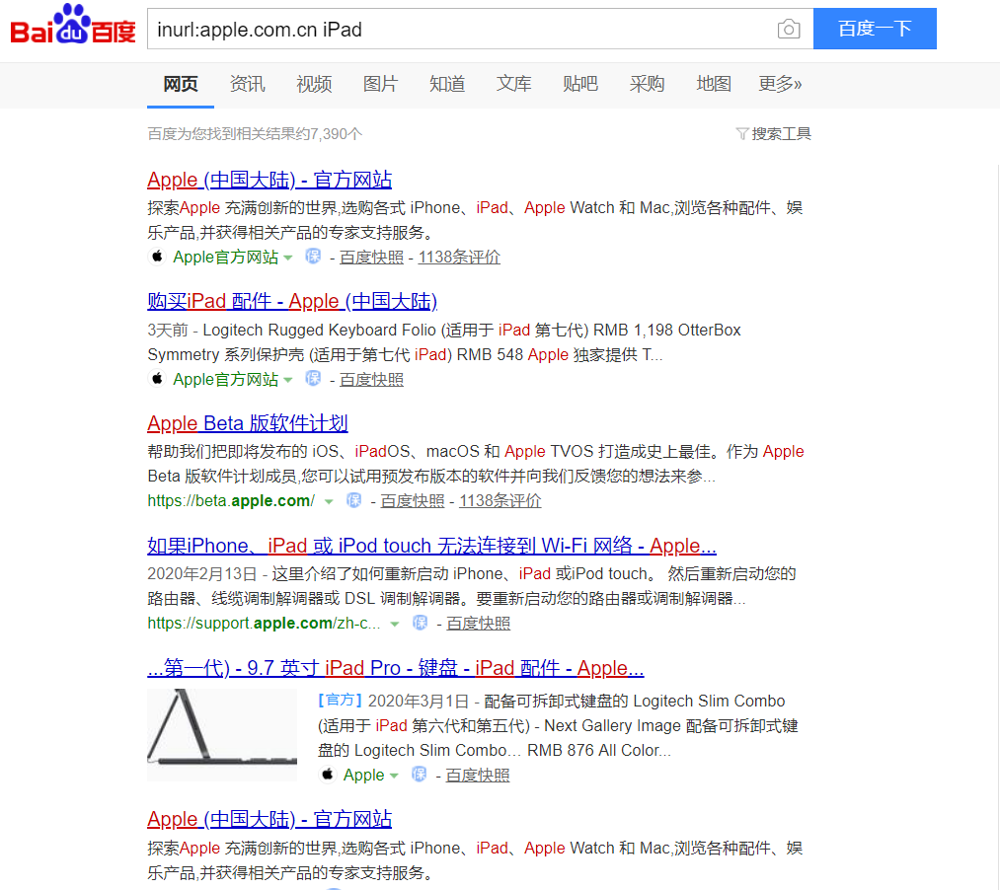 Bai du 百度 inurl:apple.com.cn iPad 百度一下
网页 资讯 视频 图片 知道 文库 贴吧 采购 地图 更多»
百度为您找到相关结果约7,390个 搜索工具
Apple (中国大陆) - 官方网站
探索Apple 充满创新的世界,选购各式 iPhone、iPad、Apple Watch 和 Mac,浏览各种配件、娱
乐产品,并获得相关产品的专家支持服务。
Apple官方网站 保 - 百度快照 - 1138条评价
购买iPad 配件 - Apple (中国大陆)
3天前 - Logitech Rugged Keyboard Folio (适用于 iPad 第七代) RMB 1,198 OtterBox
Symmetry 系列保护壳 (适用于第七代 iPad) RMB 548 Apple 独家提供 T...
Apple官方网站 保 - 百度快照
Apple Beta 版软件计划
帮助我们把即将发布的 iOS、iPadOS、macOS 和 Apple TVOS 打造成史上最佳。作为 Apple
Beta 版软件计划成员,您可以试用预发布版本的软件并向我们反馈您的想法来参...
https://beta.apple.com/ 保 - 百度快照 - 1138条评价
如果iPhone、iPad 或 iPod touch 无法连接到 Wi-Fi 网络 - Apple...
2020年2月13日 - 这里介绍了如何重新启动 iPhone、iPad 或iPod touch。 然后重新启动您的
路由器、线缆调制解调器或 DSL 调制解调器。要重新启动您的路由器或调制解调器...
https://support.apple.com/zh-c... 保 - 百度快照
...第一代) - 9.7 英寸 iPad Pro - 键盘 - iPad 配件 - Apple...
【官方】2020年3月1日 - 配备可拆卸式键盘的 Logitech Slim Combo
(适用于 iPad 第六代和第五代) - Next Gallery Image 配备可拆卸式键
盘的 Logitech Slim Combo… RMB 876 All Color...
Apple 保 - 百度快照
Apple (中国大陆) - 官方网站
探索Apple 充满创新的世界,选购各式 iPhone、iPad、Apple Watch 和 Mac,浏览各种配件、娱
乐产品,并获得相关产品的专家支持服务。